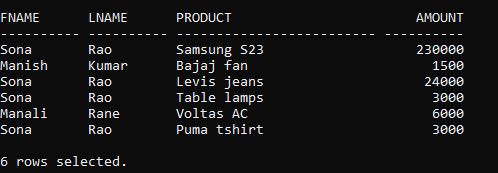 FNAME      LNAME      PRODUCT                       AMOUNT
---------- ---------- ------------------------- ----------
Sona       Rao        Samsung S23                   230000
Manish     Kumar      Bajaj fan                       1500
Sona       Rao        Levis jeans                    24000
Sona       Rao        Table lamps                     3000
Manali     Rane       Voltas AC                       6000
Sona       Rao        Puma tshirt                     3000
6 rows selected.